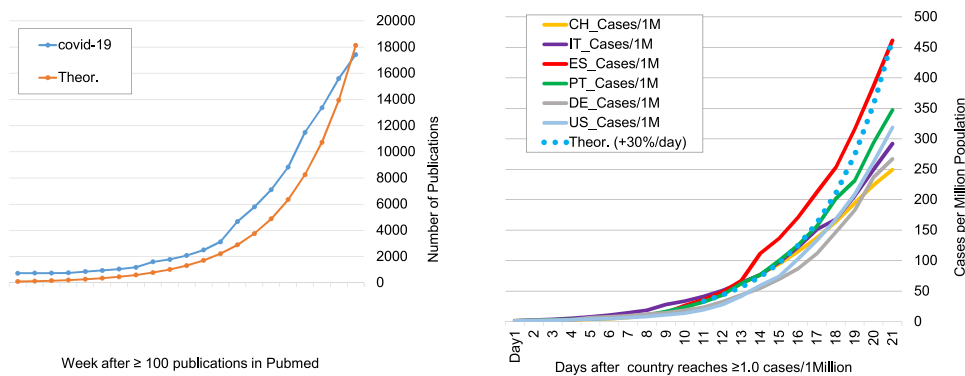 covid-19
Theor.
20000
18000
16000
14000
12000
10000
8000
6000
4000
2000
0
Number of Publications
Week after ≥ 100 publications in Pubmed
CH_Cases/1M
IT_Cases/1M
ES_Cases/1M
PT_Cases/1M
DE_Cases/1M
US_Cases/1M
Theor. (+30%/day)
500
450
400
350
300
250
200
150
100
50
0
Cases per Million Population
Day1 2 3 4 5 6 7 8 9 10 11 12 13 14 15 16 17 18 19 20 21
Days after country reaches ≥1.0 cases/1Million